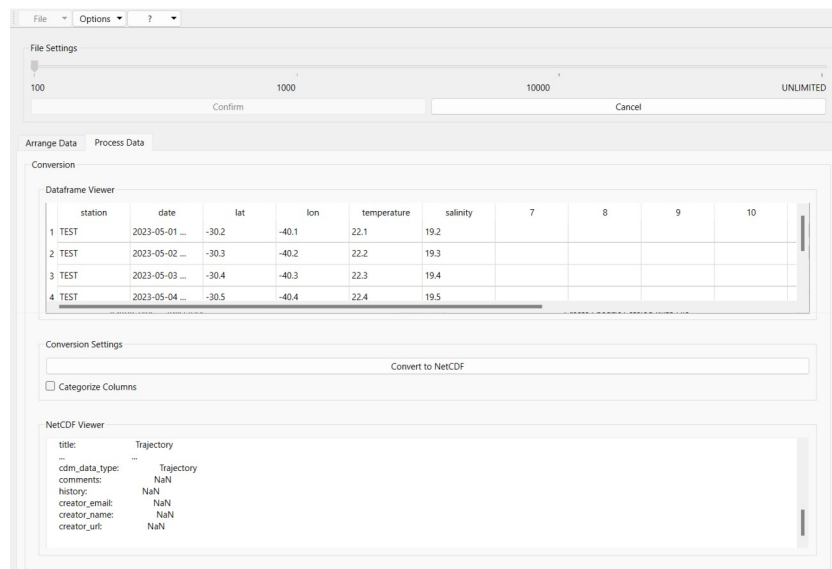 File Options ?
File Settings
100 1000 10000 UNLIMITED
Confirm Cancel
Arrange Data Process Data
Conversion
Dataframe Viewer
station date lat lon temperature salinity 7 8 9 10
1 TEST 2023-05-01 ... -30.2 -40.1 22.1 19.2
2 TEST 2023-05-02 ... -30.3 -40.2 22.2 19.3
3 TEST 2023-05-03 ... -30.4 -40.3 22.3 19.4
4 TEST 2023-05-04 ... -30.5 -40.4 22.4 19.5
Conversion Settings
Convert to NetCDF
Categorize Columns
NetCDF Viewer
title: Trajectory
... ...
cdm_data_type: Trajectory
comments: NaN
history: NaN
creator_email: NaN
creator_name: NaN
creator_url: NaN